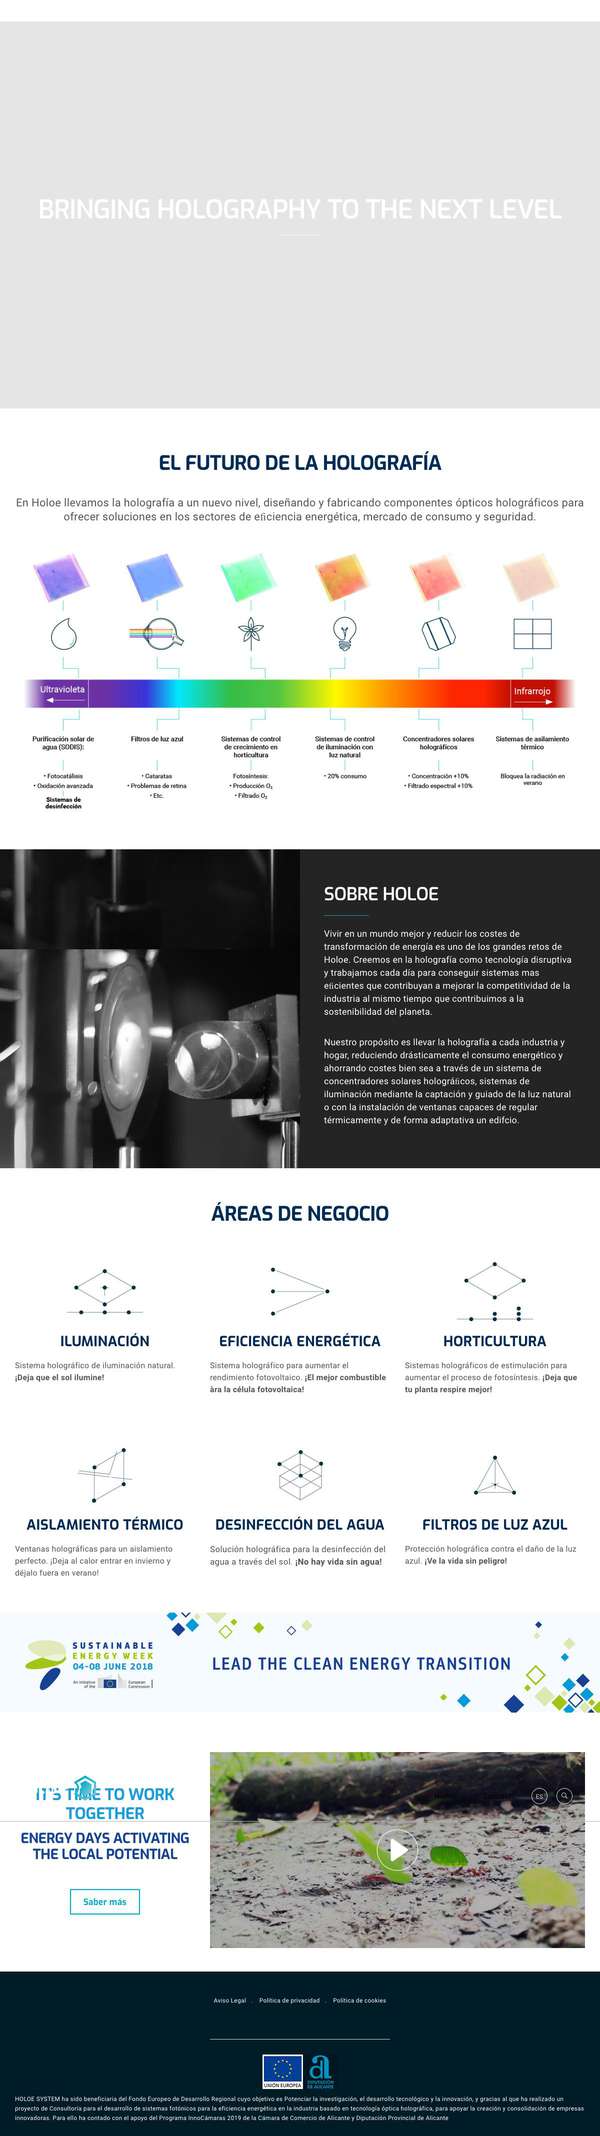 BRINGING HOLOGRAPHY TO THE NEXT LEVEL
EL FUTURO DE LA HOLOGRAFÍA
En Holoe llevamos la holografía a un nuevo nivel, diseñando y fabricando componentes ópticos holográficos para
ofrecer soluciones en los sectores de eficiencia energética, mercado de consumo y seguridad.
Ultravioleta
Infrarrojo
Purificación solar de
agua (SODIS):
• Fotocatálisis
• Oxidación avanzada
Sistemas de
desinfección
Filtros de luz azul
• Cataratas
• Problemas de retina
• Etc.
Sistemas de control
de crecimiento en
horticultura
Fotosíntesis:
• Producción O₂
• Filtrado O₂
Sistemas de control
de iluminación con
luz natural
• 20% consumo
Concentradores solares
holográficos
• Concentración +10%
• Filtrado espectral +10%
Sistemas de asilamiento
térmico
Bloquea la radiación en
verano
SOBRE HOLOE
Vivir en un mundo mejor y reducir los costes de
transformación de energía es uno de los grandes retos de
Holoe. Creemos en la holografía como tecnología disruptiva
y trabajamos cada día para conseguir sistemas mas
eficientes que contribuyan a mejorar la competitividad de la
industria al mismo tiempo que contribuimos a la
sostenibilidad del planeta.
Nuestro propósito es llevar la holografía a cada industria y
hogar, reduciendo drásticamente el consumo energético y
ahorrando costes bien sea a través de un sistema de
concentradores solares holográficos, sistemas de
iluminación mediante la captación y guiado de la luz natural
o con la instalación de ventanas capaces de regular
térmicamente y de forma adaptativa un edifcio.
ÁREAS DE NEGOCIO
ILUMINACIÓN
Sistema holográfico de iluminación natural.
¡Deja que el sol ilumine!
EFICIENCIA ENERGÉTICA
Sistema holográfico para aumentar el
rendimiento fotovoltaico. ¡El mejor combustible
àra la célula fotovoltaica!
HORTICULTURA
Sistemas holográficos de estimulación para
aumentar el proceso de fotosíntesis. ¡Deja que
tu planta respire mejor!
AISLAMIENTO TÉRMICO
Ventanas holográficas para un aislamiento
perfecto. ¡Deja al calor entrar en invierno y
déjalo fuera en verano!
DESINFECCIÓN DEL AGUA
Solución holográfica para la desinfección del
agua a través del sol. ¡No hay vida sin agua!
FILTROS DE LUZ AZUL
Protección holográfica contra el daño de la luz
azul. ¡Ve la vida sin peligro!
SUSTAINABLE
ENERGY WEEK
04-08 JUNE 2018
An initiative
of the
European
Commission
LEAD THE CLEAN ENERGY TRANSITION
IT'S TIME TO WORK
TOGETHER
ENERGY DAYS ACTIVATING
THE LOCAL POTENTIAL
Saber más
ES
Aviso Legal . Política de privacidad . Política de cookies
UNIÓN EUROPEA
DIPUTACIÓN
DE ALICANTE
HOLOE SYSTEM ha sido beneficiaria del Fondo Europeo de Desarrollo Regional cuyo objetivo es Potenciar la investigación, el desarrollo tecnológico y la innovación, y gracias al que ha realizado un
proyecto de Consultoria para el desarrollo de sistemas fotónicos para la eficiencia energética en la industria basado en tecnología óptica holográfica, para apoyar la creación y consolidación de empresas
innovadoras. Para ello ha contado con el apoyo del Programa InnoCámaras 2019 de la Cámara de Comercio de Alicante y Diputación Provincial de Alicante